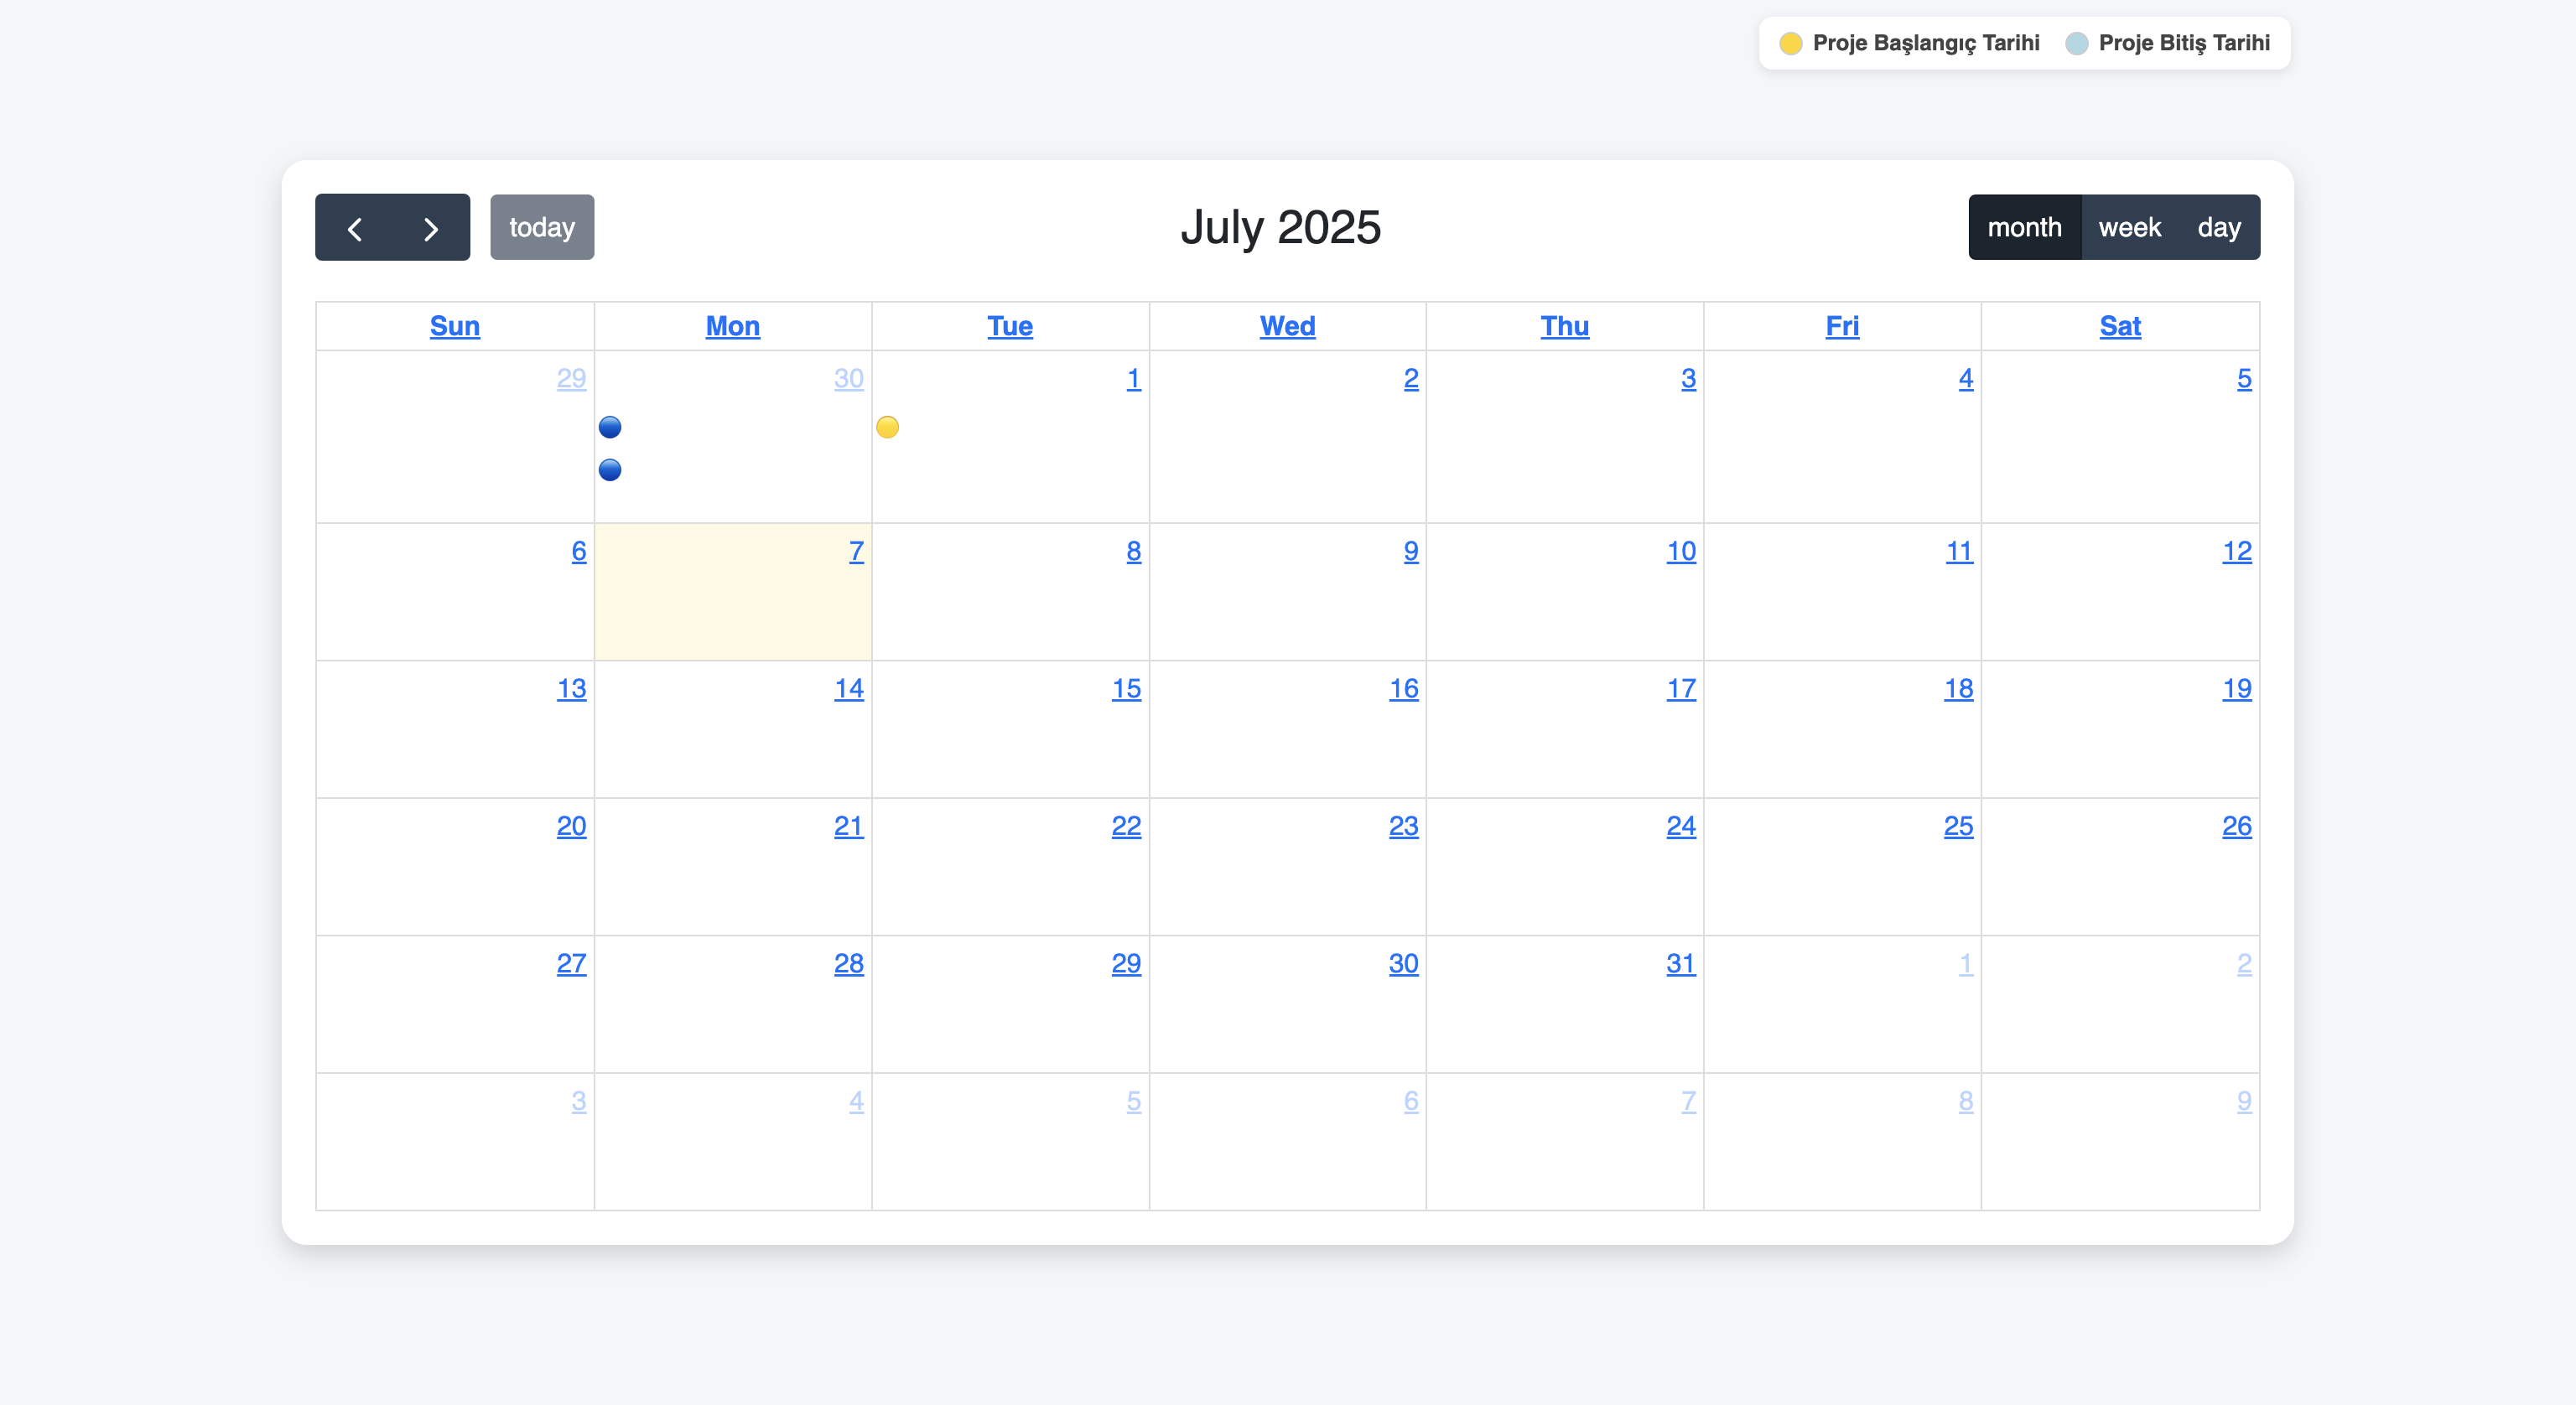 Proje Başlangıç Tarihi Proje Bitiş Tarihi
today July 2025 month week day
Sun Mon Tue Wed Thu Fri Sat
29 30 1 2 3 4 5
6 7 8 9 10 11 12
13 14 15 16 17 18 19
20 21 22 23 24 25 26
27 28 29 30 31 1 2
3 4 5 6 7 8 9